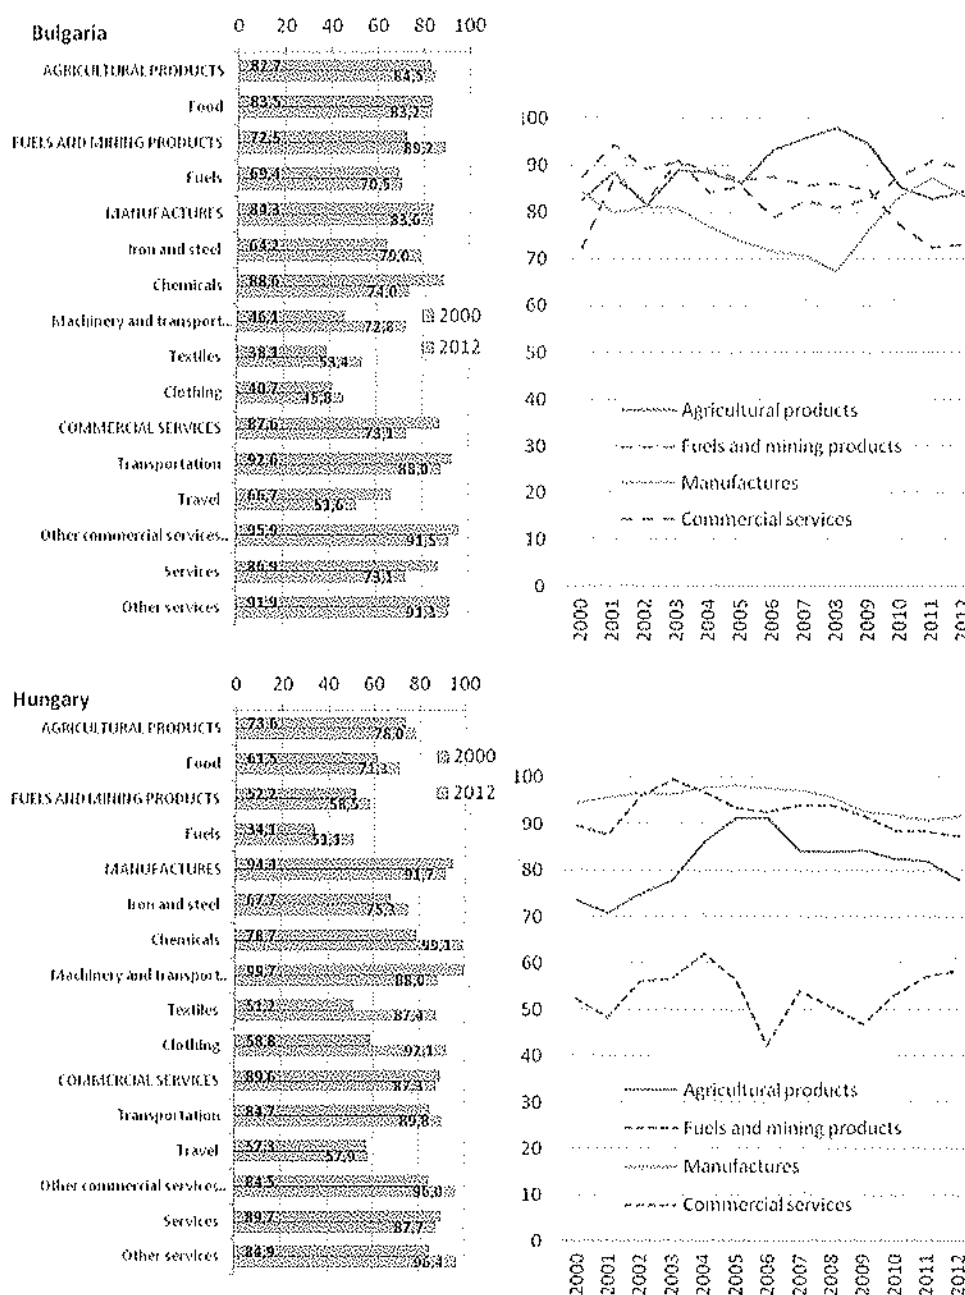 Bulgaria
0 20 40 60 80 100
AGRICULTURAL PRODUCTS 82,7 84,5
Food 83,5 83,2
FUELS AND MINING PRODUCTS 72,5 89,2
Fuels 69,4 70,5
MANUFACTURES 84,3 83,6
Iron and steel 64,2 79,0
Chemicals 88,6 74,0
Machinery and transport.. 46,1 72,8
Textiles 38,1 53,4
Clothing 40,7 45,8
COMMERCIAL SERVICES 87,6 73,1
Transportation 92,6 88,0
Travel 66,7 51,6
Other commercial services.. 95,9 91,5
Services 86,9 73,1
Other services 91,9 91,3
2000
2012
100
90
80
70
60
50
40
30
20
10
0
Agricultural products
Fuels and mining products
Manufactures
Commercial services
2000 2001 2002 2003 2004 2005 2006 2007 2008 2009 2010 2011 2012
Hungary
0 20 40 60 80 100
AGRICULTURAL PRODUCTS 73,6 78,0
Food 61,5 71,3
FUELS AND MINING PRODUCTS 52,2 58,5
Fuels 34,1 51,1
MANUFACTURES 94,4 91,7
Iron and steel 67,7 75,3
Chemicals 78,7 99,1
Machinery and transport.. 99,7 88,0
Textiles 51,2 87,4
Clothing 58,8 92,1
COMMERCIAL SERVICES 89,6 87,3
Transportation 84,7 89,8
Travel 57,3 57,9
Other commercial services.. 84,5 96,0
Services 89,7 87,7
Other services 84,9 96,4
2000
2012
100
90
80
70
60
50
40
30
20
10
0
Agricultural products
Fuels and mining products
Manufactures
Commercial services
2000 2001 2002 2003 2004 2005 2006 2007 2008 2009 2010 2011 2012